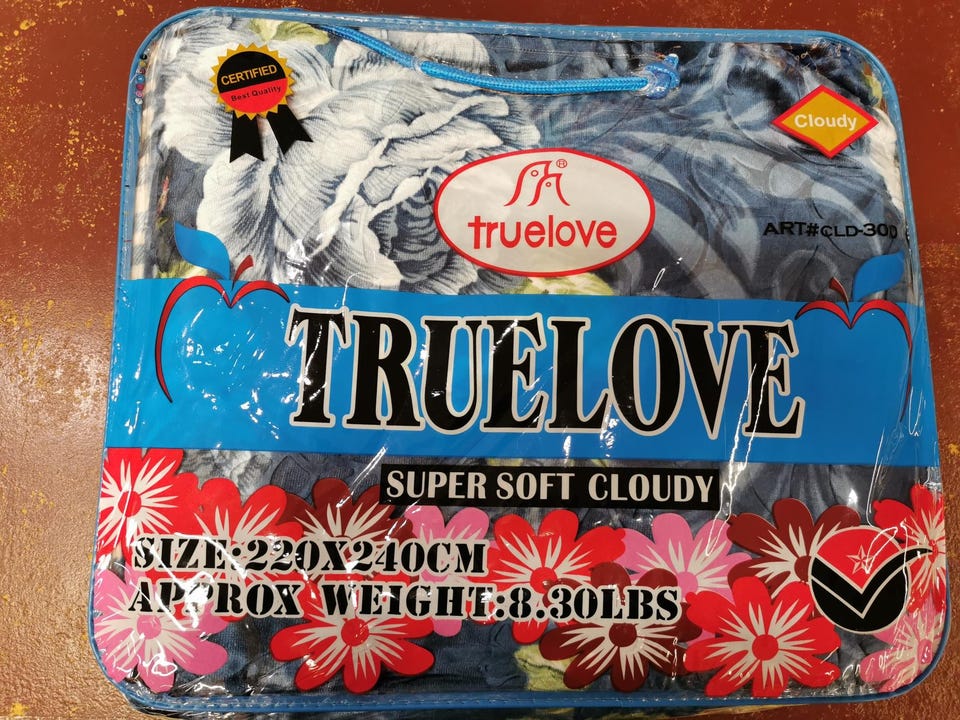 CERTIFIED
Best Quality
Cloudy
truelove
ART#CLD-300
TRUELOVE
SUPER SOFT CLOUDY
SIZE:220X240CM
APPROX WEIGHT:8.30LBS